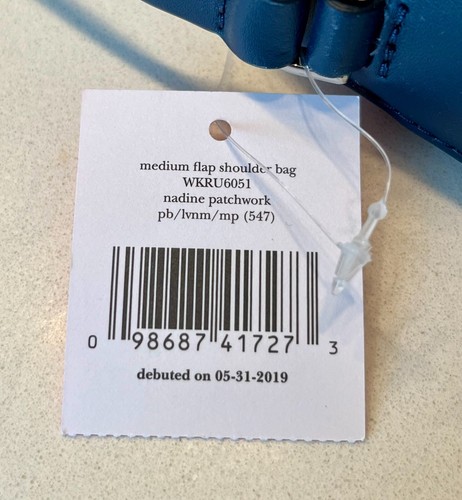 medium flap shoulder bag
WKRU6051
nadine patchwork
pb/lvnm/mp (547)
0 98687 41727 3
debuted on 05-31-2019